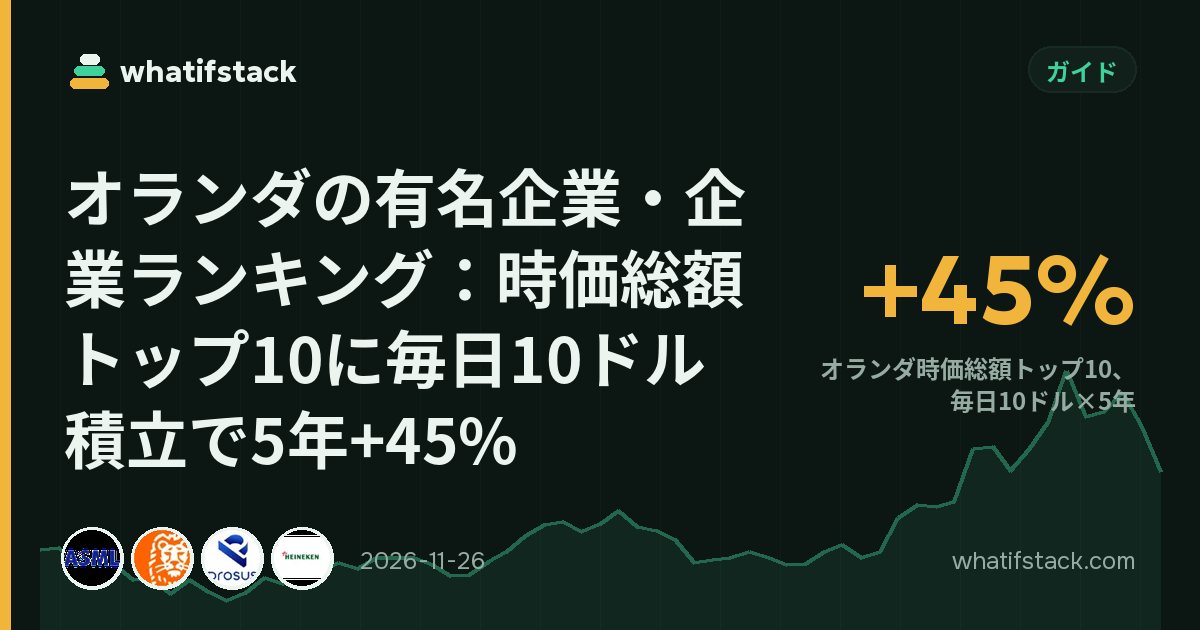 whatifstack
ガイド
オランダの有名企業・企
業ランキング：時価総額
トップ10に毎日10ドル
積立で5年+45%
+45%
オランダ時価総額トップ10、
毎日10ドル×5年
ASML
prosus
HEINEKEN
2026-11-26
whatifstack.com